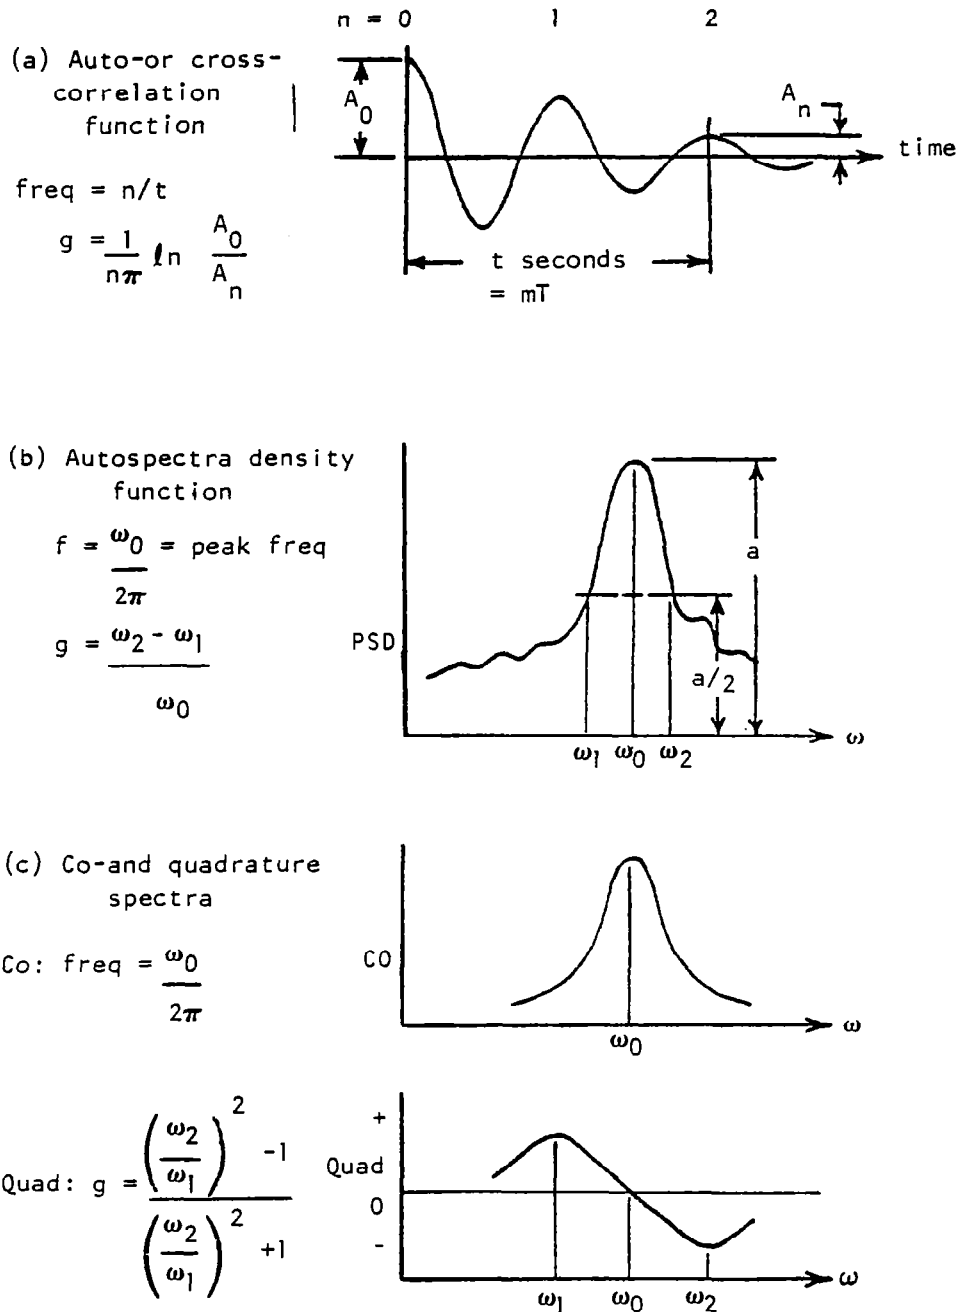 n = 0 1 2
(a) Auto-or cross-
correlation
function
A0
An
time
freq = n/t
g = 1/nπ ℓn A0/An
t seconds
= mT
(b) Autospectra density
function
f = ω0/2π = peak freq
g = ω2 - ω1/ω0
PSD
a
a/2
ω
ω1 ω0 ω2
(c) Co-and quadrature
spectra
Co: freq = ω0/2π
CO
ω
ω0
Quad: g = (ω2/ω1)2 -1/(ω2/ω1)2 +1
+
Quad
0
-
ω
ω1 ω0 ω2